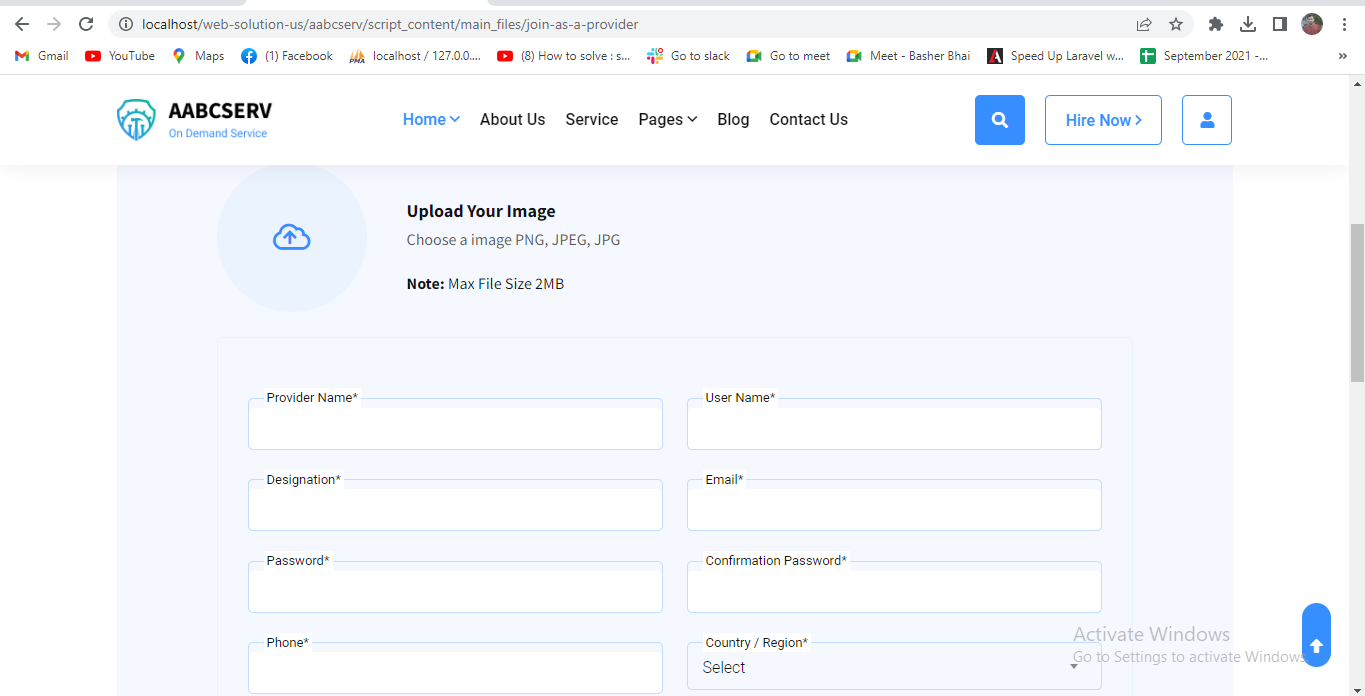 localhost/web-solution-us/aabcserv/script_content/main_files/join-as-a-provider
Gmail YouTube Maps (1) Facebook localhost / 127.0.0.... (8) How to solve : s... Go to slack Go to meet Meet - Basher Bhai Speed Up Laravel w... September 2021 -... »
AABCSERV
On Demand Service
Home About Us Service Pages Blog Contact Us Hire Now
Upload Your Image
Choose a image PNG, JPEG, JPG
Note: Max File Size 2MB
Provider Name* User Name*
Designation* Email*
Password* Confirmation Password*
Phone* Country / Region*
Select
Activate Windows
Go to Settings to activate Windows.